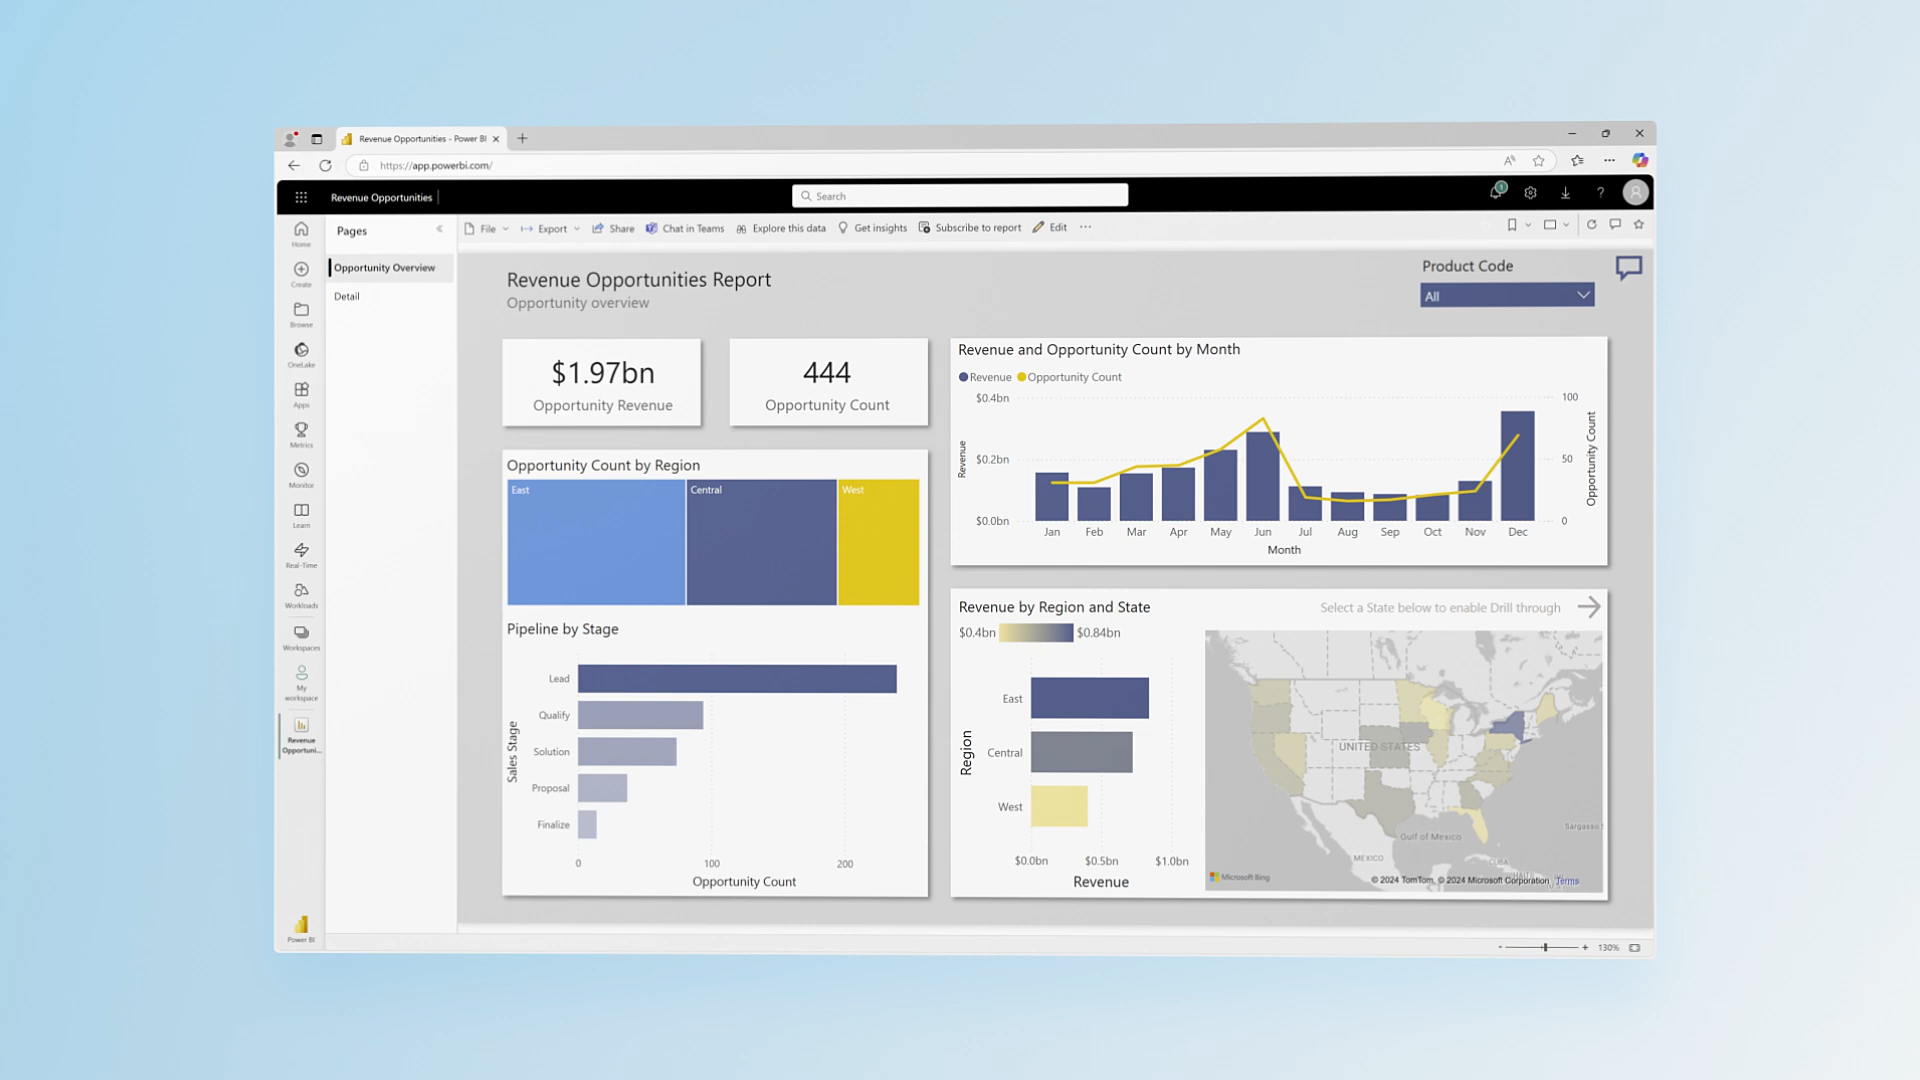 Revenue Opportunities - Power BI
https://app.powerbi.com/
Revenue Opportunities
Search
1
?
Pages
File
Export
Share
Chat in Teams
Explore this data
Get insights
Subscribe to report
Edit
Home
Create
Browse
OneLake
Apps
Metrics
Monitor
Learn
Real-Time
Workloads
Workspaces
My
workspace
Revenue
Opportuni...
Power BI
Opportunity Overview
Detail
Revenue Opportunities Report
Opportunity overview
Product Code
All
$1.97bn
Opportunity Revenue
444
Opportunity Count
Opportunity Count by Region
East
Central
West
Pipeline by Stage
Sales Stage
Lead
Qualify
Solution
Proposal
Finalize
0
100
200
Opportunity Count
Revenue and Opportunity Count by Month
Revenue
Opportunity Count
$0.4bn
$0.2bn
$0.0bn
Revenue
100
50
0
Opportunity Count
Jan
Feb
Mar
Apr
May
Jun
Jul
Aug
Sep
Oct
Nov
Dec
Month
Revenue by Region and State
Select a State below to enable Drill through
$0.4bn
$0.84bn
Region
East
Central
West
$0.0bn
$0.5bn
$1.0bn
Revenue
UNITED STATES
Gulf of Mexico
MEXICO
CUBA
Sargasso
Microsoft Bing
© 2024 TomTom, © 2024 Microsoft Corporation Terms
- + 130%